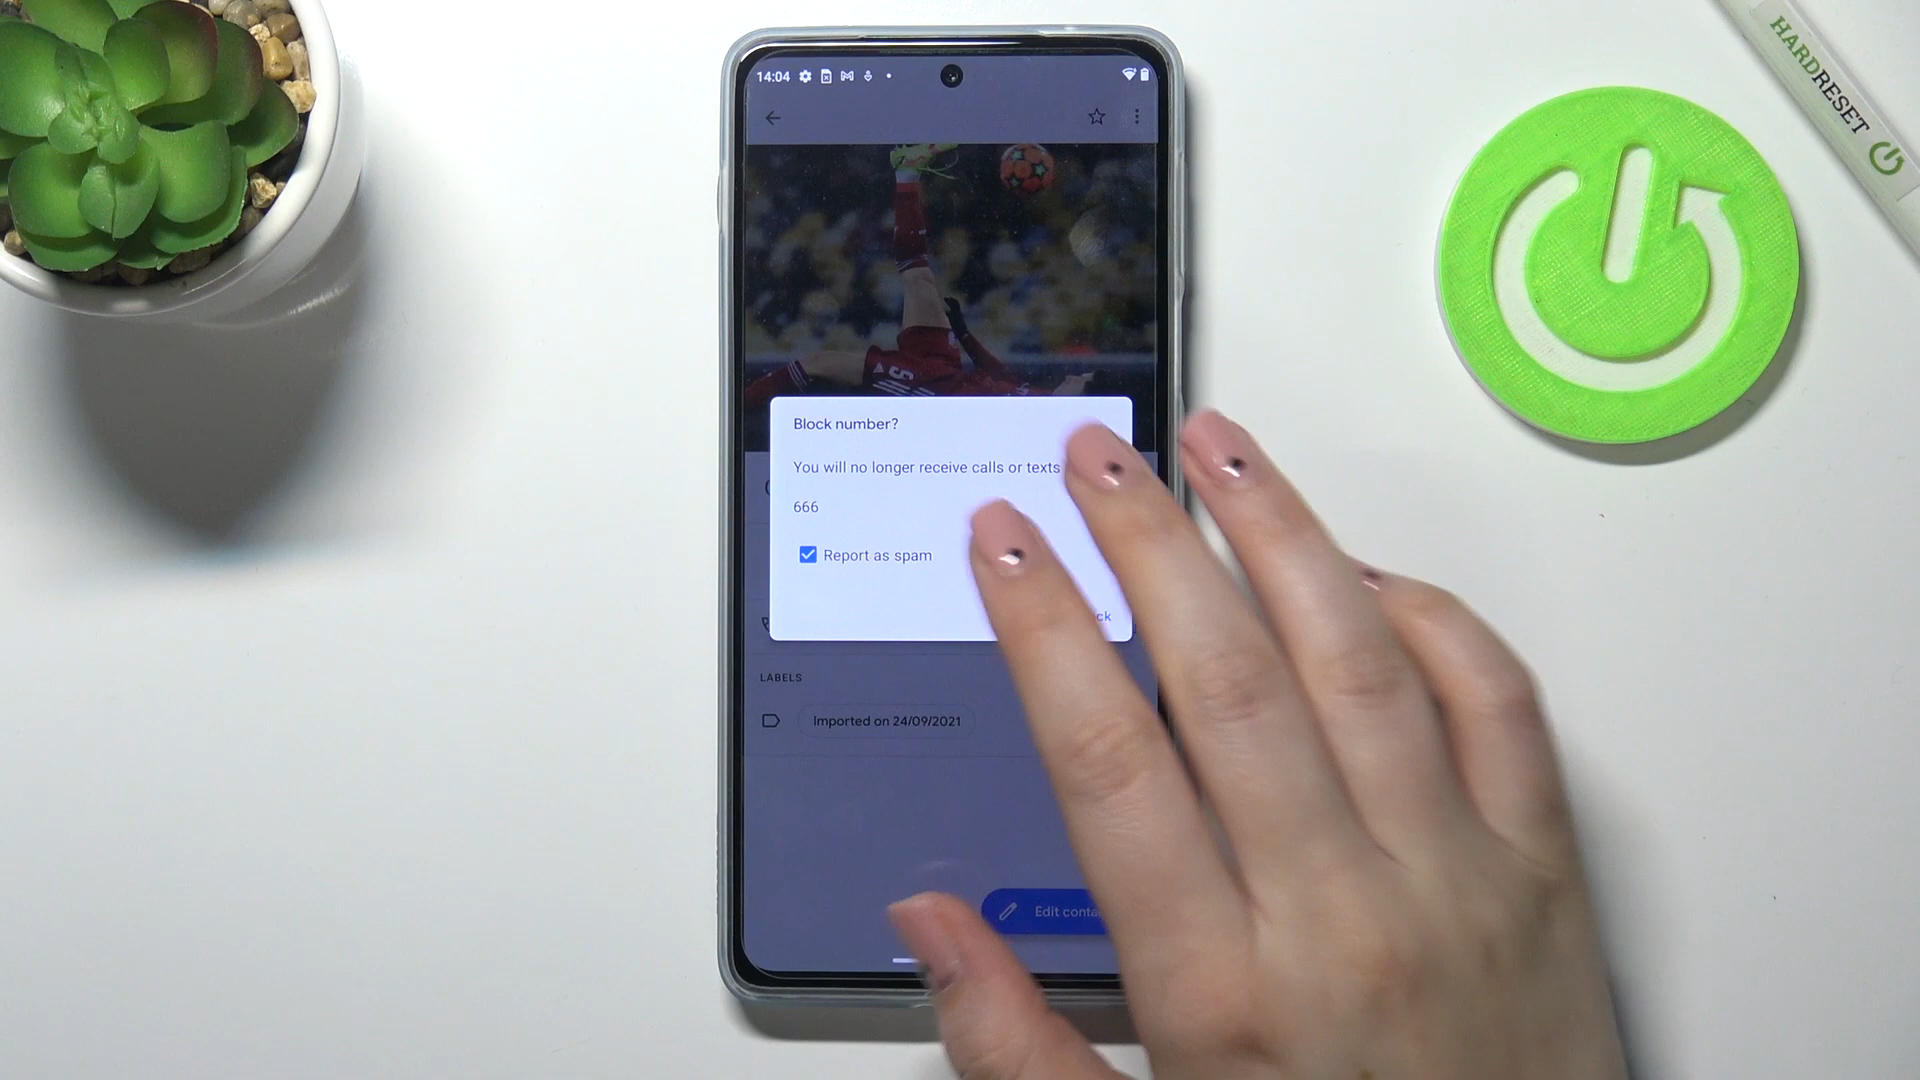 14:04
HARDRESET
Block number?
You will no longer receive calls or texts
666
Report as spam
LABELS
Imported on 24/09/2021
Edit